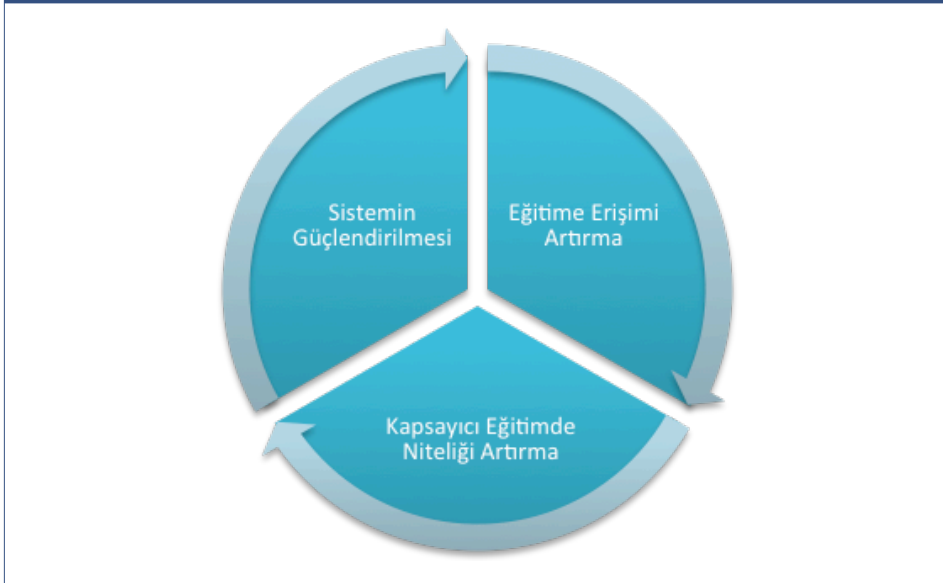 Sistemin
Güçlendirilmesi
Eğitime Erişimi
Artırma
Kapsayıcı Eğitimde
Niteliği Artırma